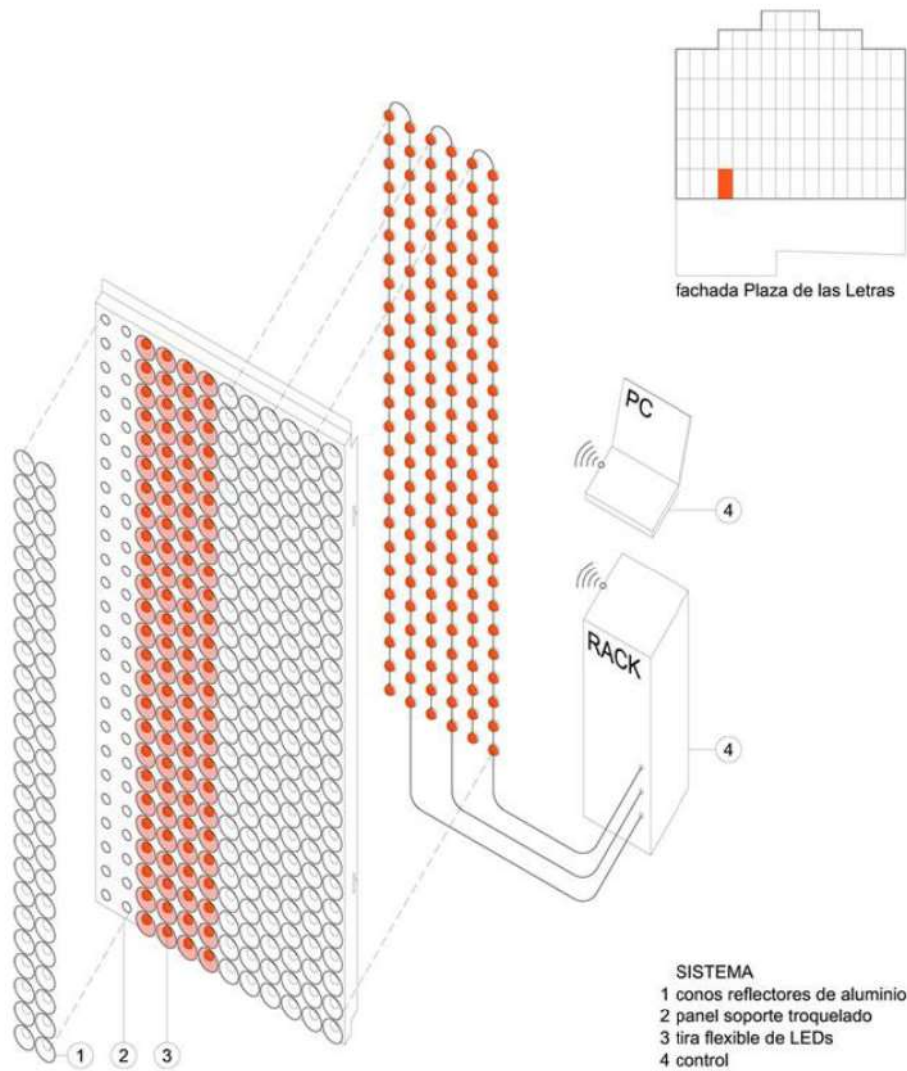 fachada Plaza de las Letras
PC
4
RACK
4
1
2
3
SISTEMA
1 conos reflectores de aluminio
2 panel soporte troquelado
3 tira flexible de LEDs
4 control